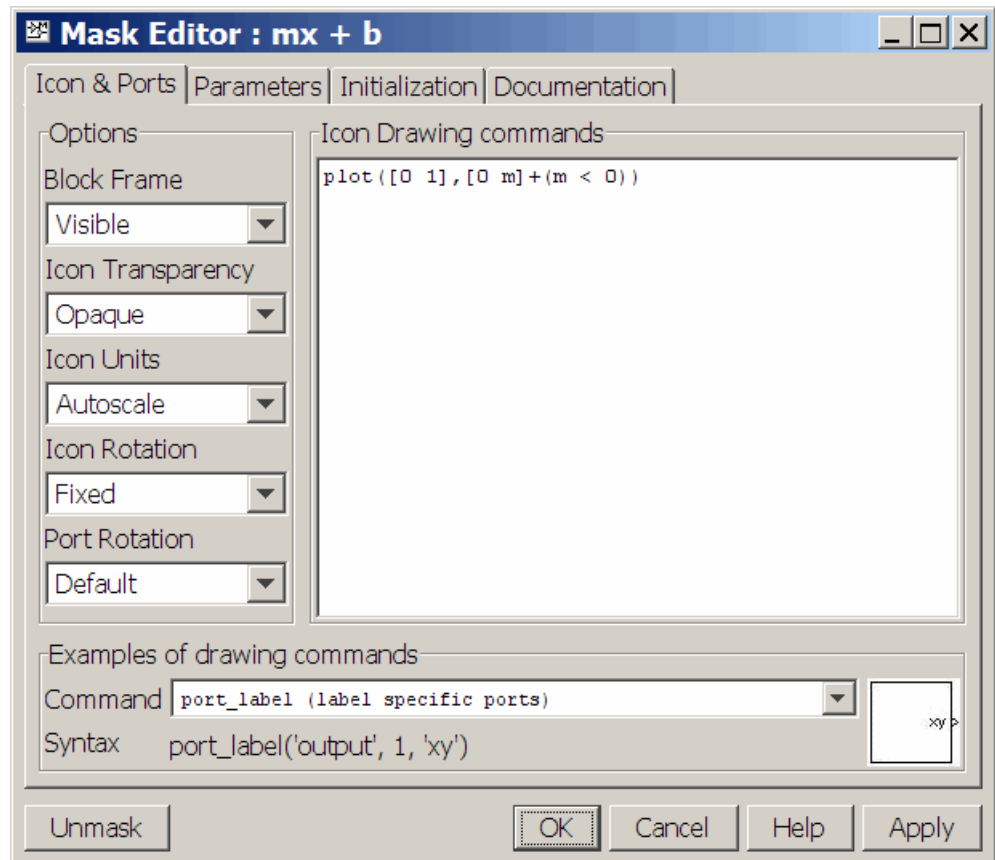 Mask Editor : mx + b
Icon & Ports Parameters Initialization Documentation
Options
Block Frame
Visible
Icon Transparency
Opaque
Icon Units
Autoscale
Icon Rotation
Fixed
Port Rotation
Default
Icon Drawing commands
plot([0 1],[0 m]+(m < 0))
Examples of drawing commands
Command port_label (label specific ports)
Syntax port_label('output', 1, 'xy')
xy
Unmask OK Cancel Help Apply